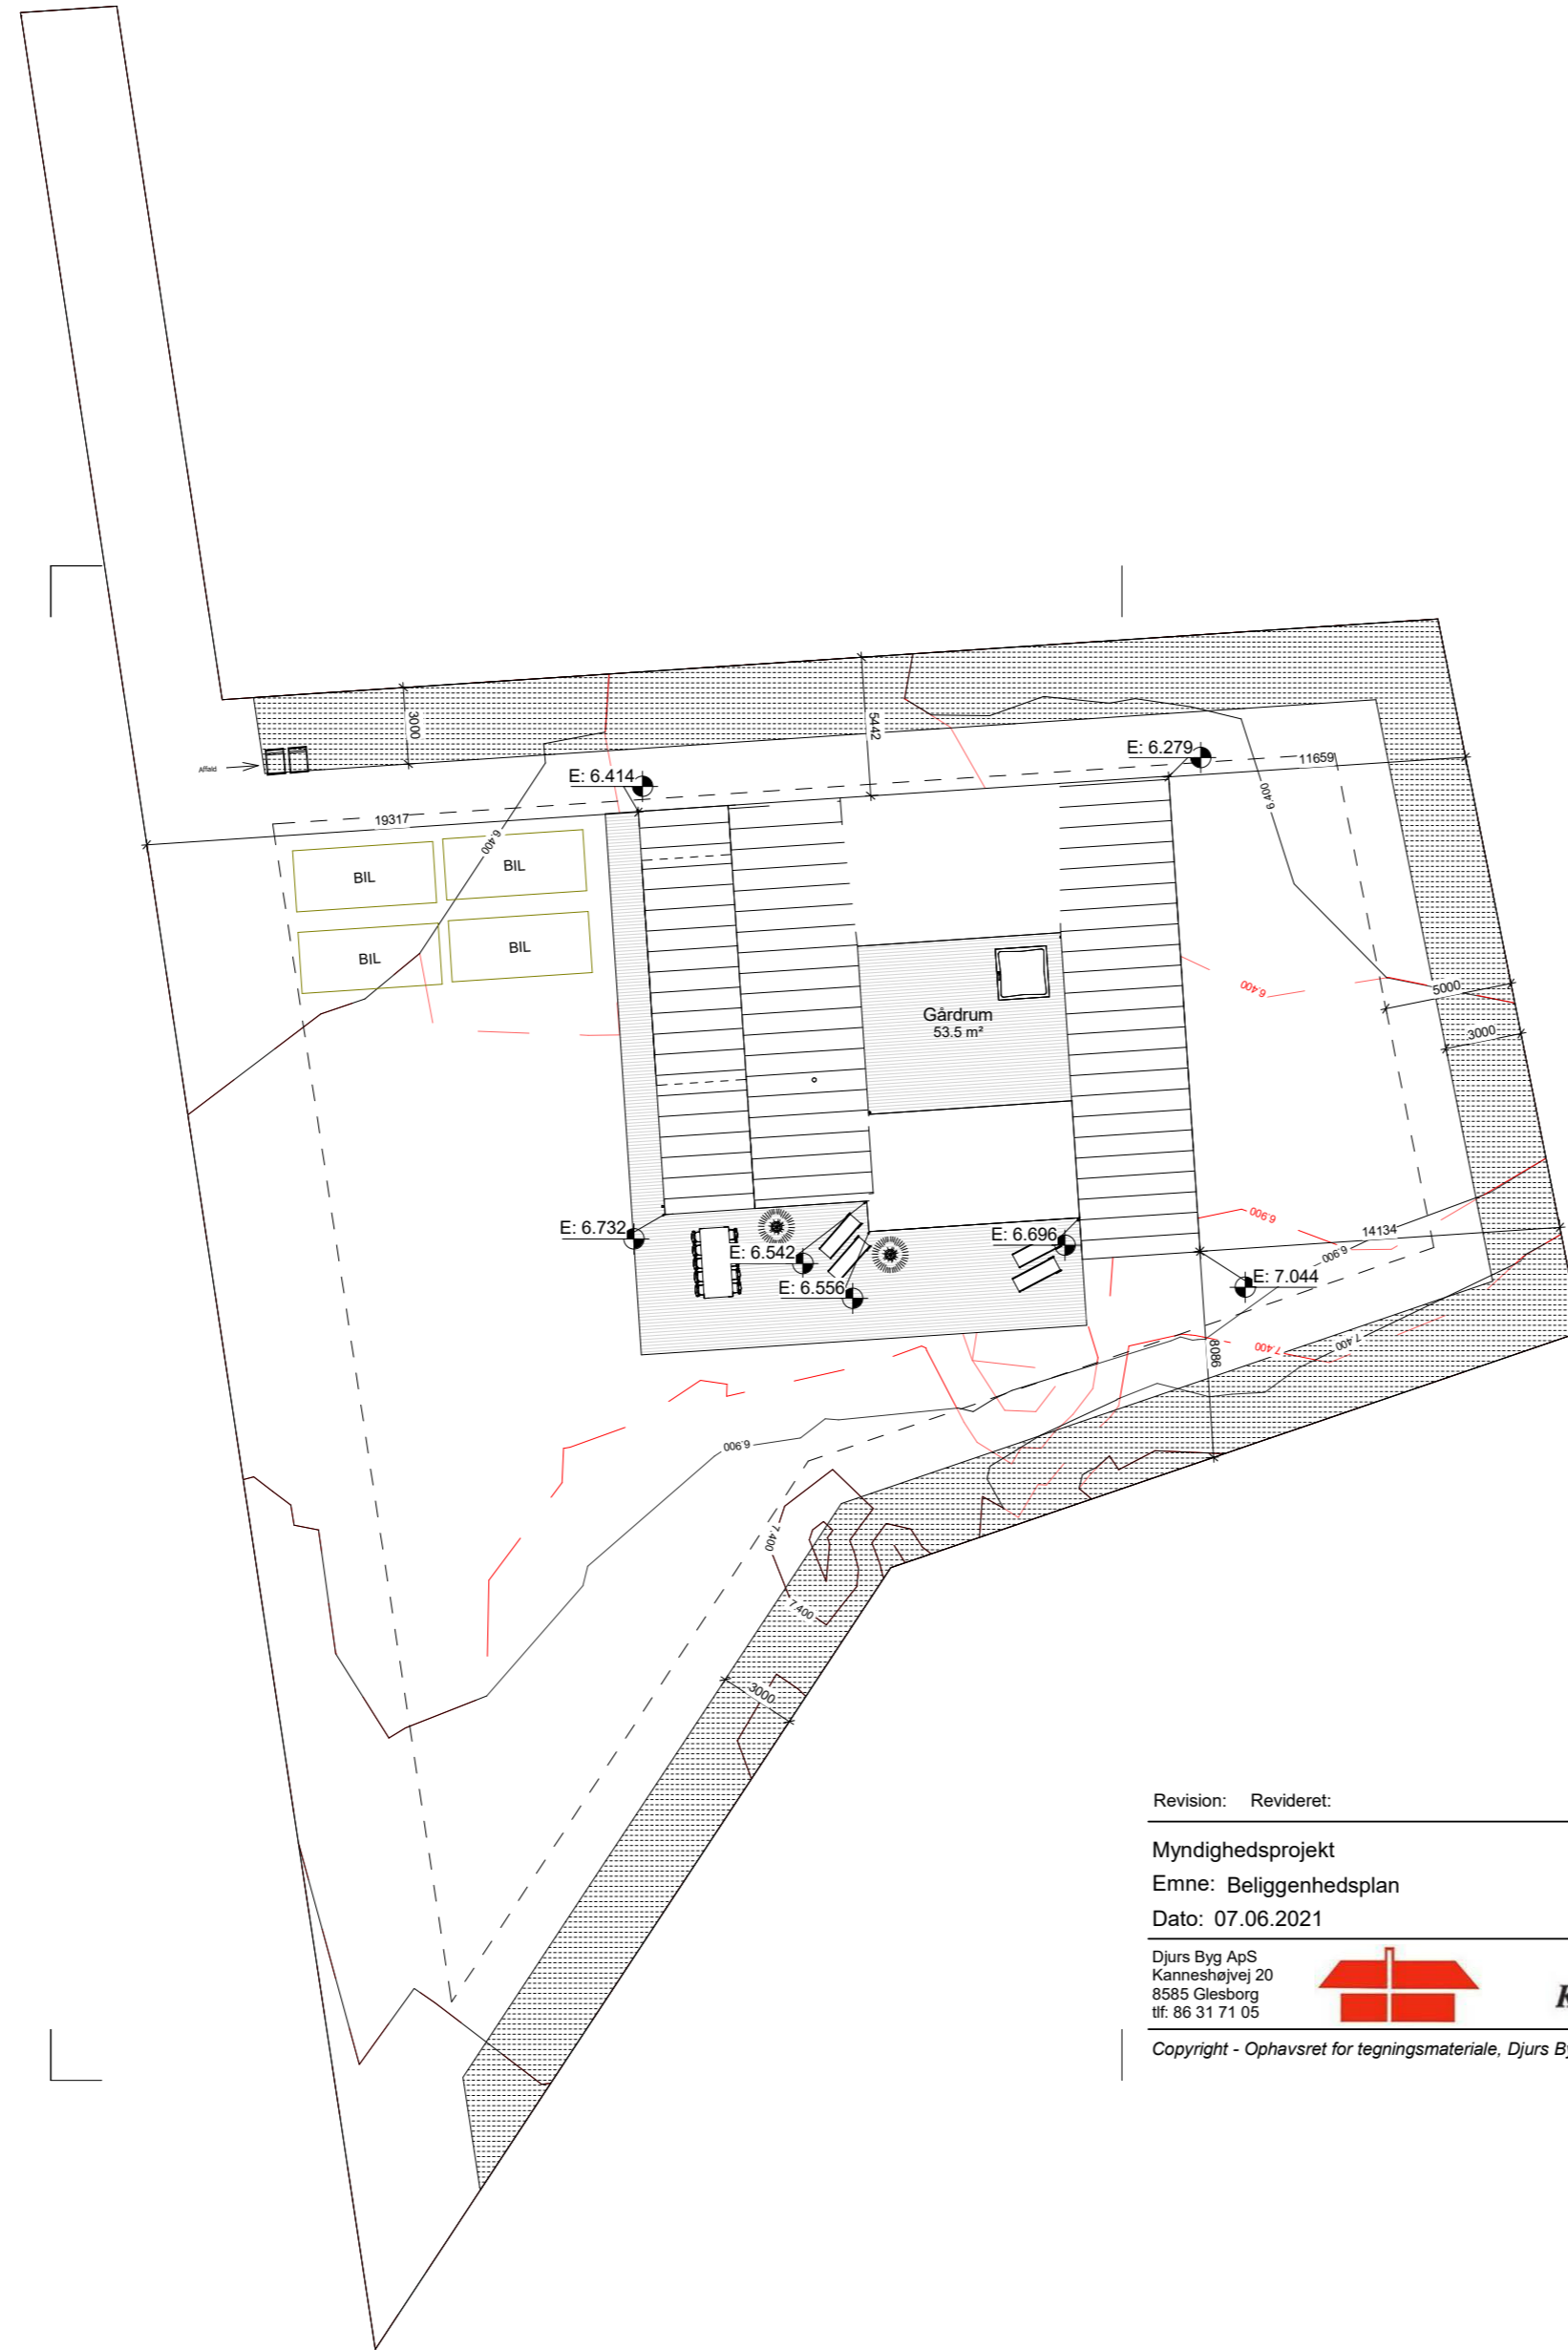 3000
5442
Affald
E: 6.279
11659
E: 6.414
6.400
19317
6.400
BIL
BIL
BIL
BIL
6.400
5000
Gårdrum
53.5 m²
3000
6.900
14134
E: 6.732
E: 6.696
E: 6.542
6.900
E: 7.044
E: 6.556
7.400
7.400
8086
6.900
7.400
7.400
3000
Revision: Revideret:
Myndighedsprojekt
Emne: Beliggenhedsplan
Dato: 07.06.2021
Djurs Byg ApS
Kanneshøjvej 20
8585 Glesborg
tlf: 86 31 71 05
K
Copyright - Ophavsret for tegningsmateriale, Djurs B